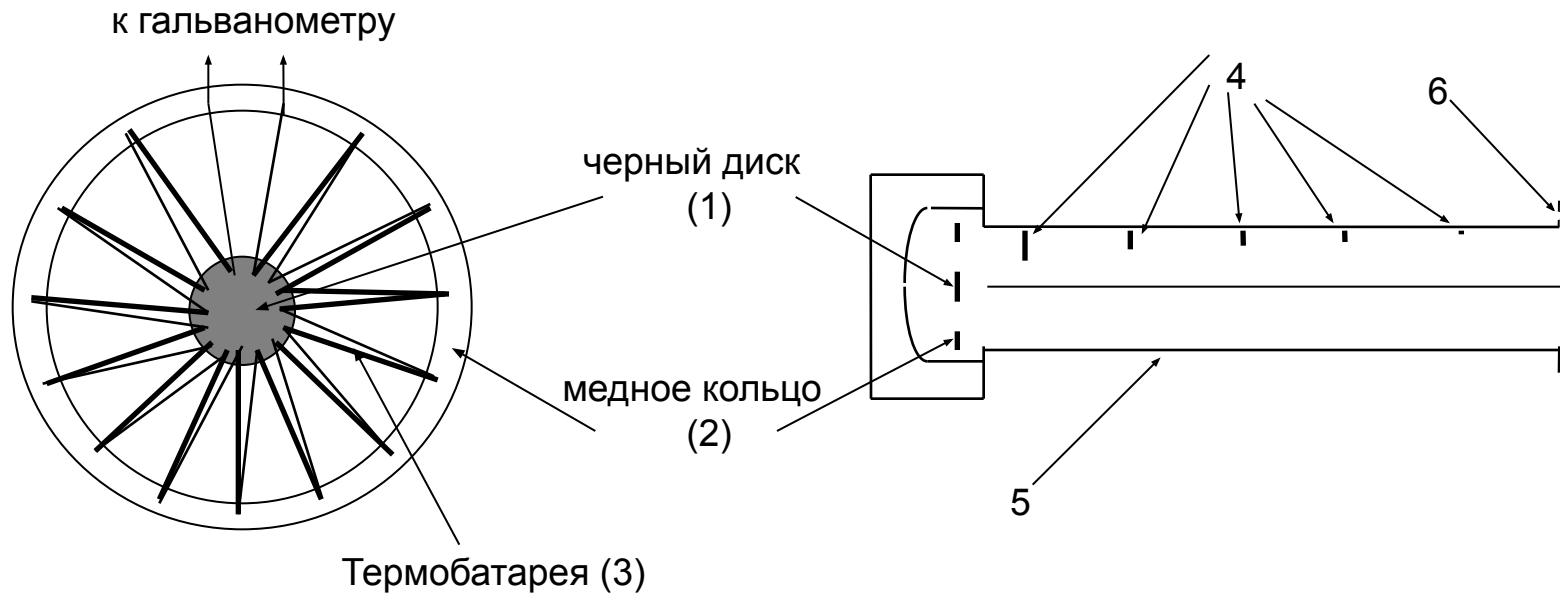 к гальванометру
4
6
черный диск
(1)
медное кольцо
(2)
5
Термобатарея (3)